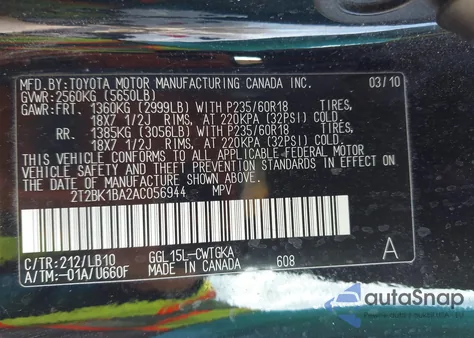 MFD.BY:TOYOTA MOTOR MANUFACTURING CANADA INC. 03/10
GVWR:2560KG (5650LB)
GAWR:FRT. 1360KG (2999LB) WITH P235/60R18
18X7 1/2J RIMS, AT 220KPA (32PSI) COLD.
RR. 1385KG (3056LB) WITH P235/60R18
18X7 1/2J RIMS, AT 220KPA (32PSI) COLD.
THIS VEHICLE CONFORMS TO ALL APPLICABLE FEDERAL MOTOR
VEHICLE SAFETY AND THEFT PREVENTION STANDARDS IN EFFECT
ON THE DATE OF MANUFACTURE SHOWN ABOVE.
2T2BK1BA2AC056944 MPV
C/TR:212/LB10 GGL15L-CWTGKA A
A/TM:-01A/U660F MADE IN CANADA 608
autoSnap